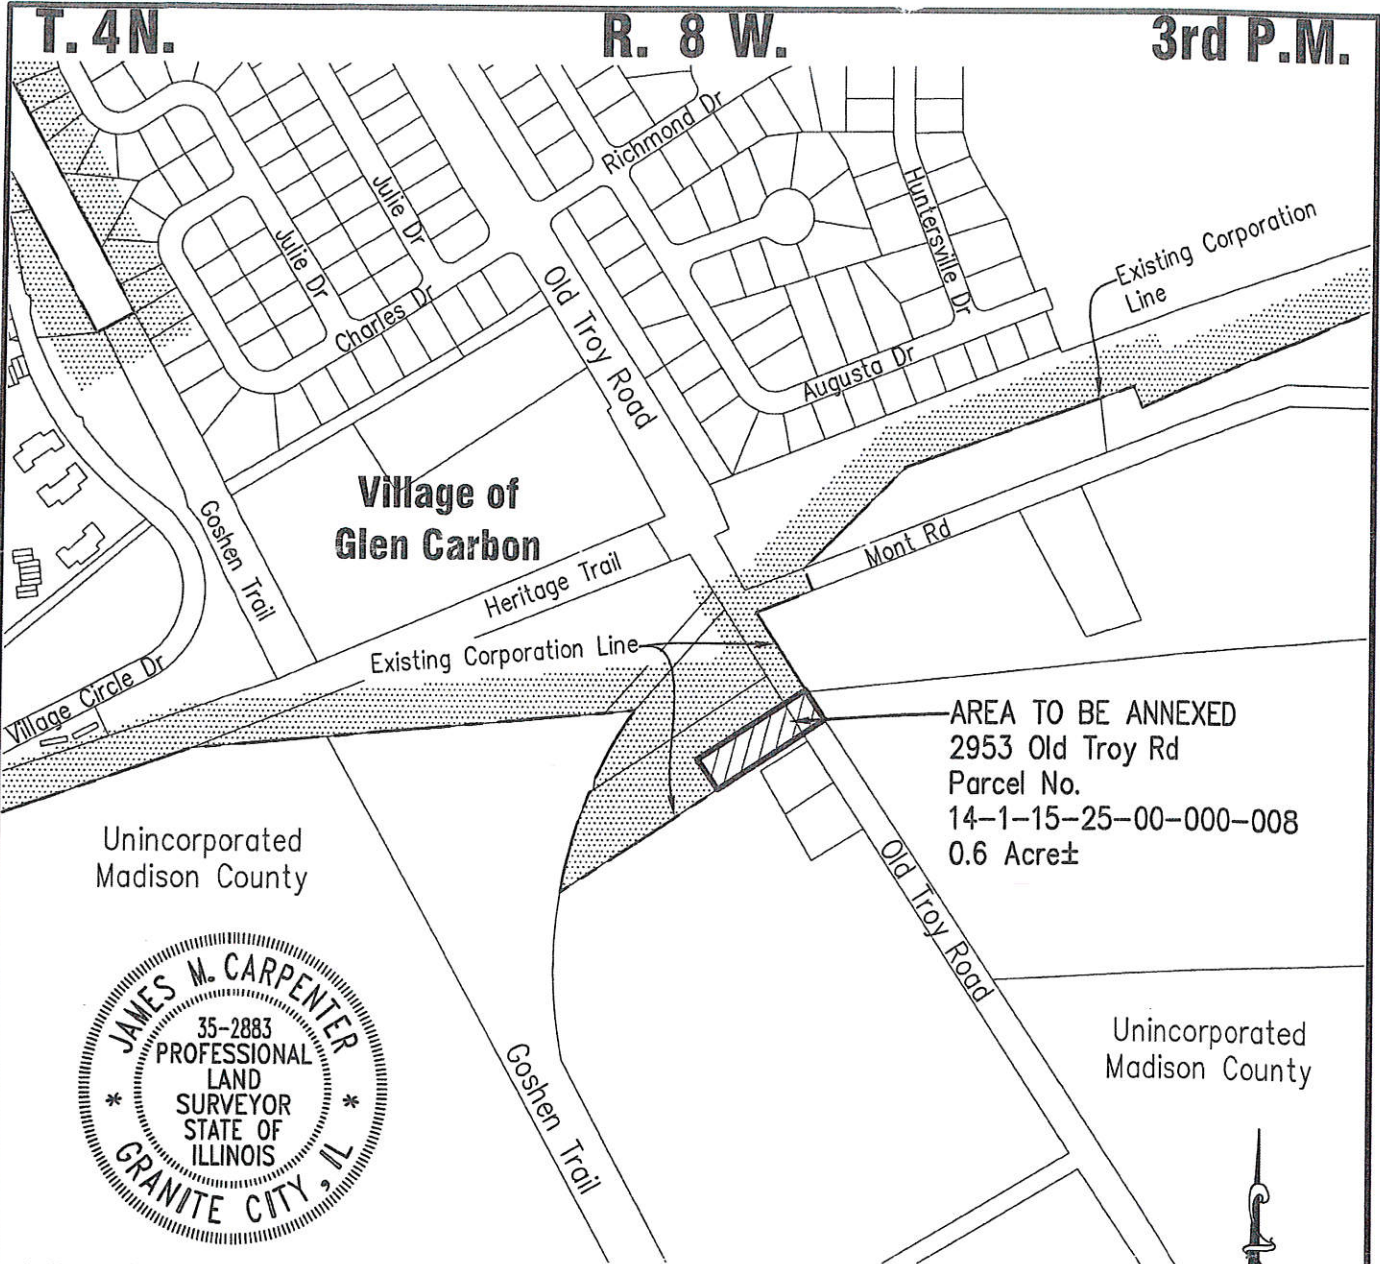 T. 4N. R. 8 W. 3rd P.M.
Richmond Dr
Julie Dr
Julie Dr
Huntersville Dr
Charles Dr
Old Troy Road
Augusta Dr
Existing Corporation
Line
Village of
Glen Carbon
Goshen Trail
Mont Rd
Heritage Trail
Existing Corporation Line
Village Circle Dr
AREA TO BE ANNEXED
2953 Old Troy Rd
Parcel No.
14-1-15-25-00-000-008
0.6 Acre±
Unincorporated
Madison County
Old Troy Road
JAMES M. CARPENTER
35-2883
PROFESSIONAL
LAND
SURVEYOR
STATE OF
ILLINOIS
* GRANITE CITY, IL *
Goshen Trail
Unincorporated
Madison County